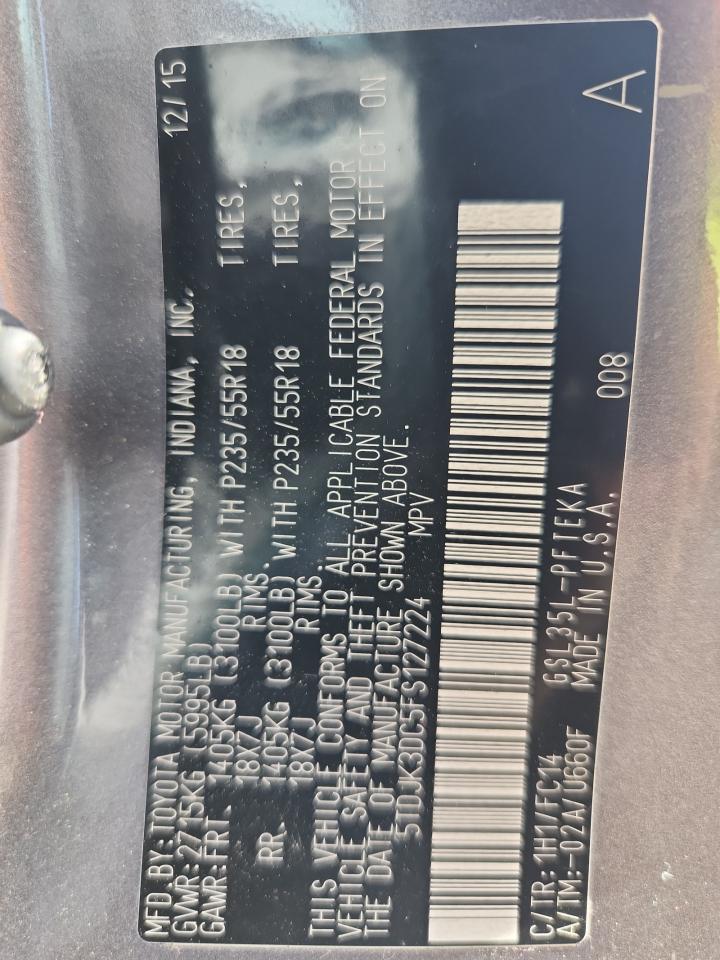 MFD BY: TOYOTA MOTOR MANUFACTURING, INDIANA, INC. 12/15
GVWR: 2715KG (5995LB)
GAWR: FRT. 1405KG (3100LB) WITH P235/55R18 TIRES,
18X7J RIMS
RR. 1405KG (3100LB) WITH P235/55R18 TIRES,
18X7J RIMS.
THIS VEHICLE CONFORMS TO ALL APPLICABLE FEDERAL MOTOR
VEHICLE SAFETY AND THEFT PREVENTION STANDARDS IN EFFECT ON
THE DATE OF MANUFACTURE SHOWN ABOVE.
5TDJK3DC5FS127224 MPV
C/TR: 1H1/FC14 GSL35L-PFTEKA
A/TM: -02A/U660F MADE IN U.S.A. 008
A